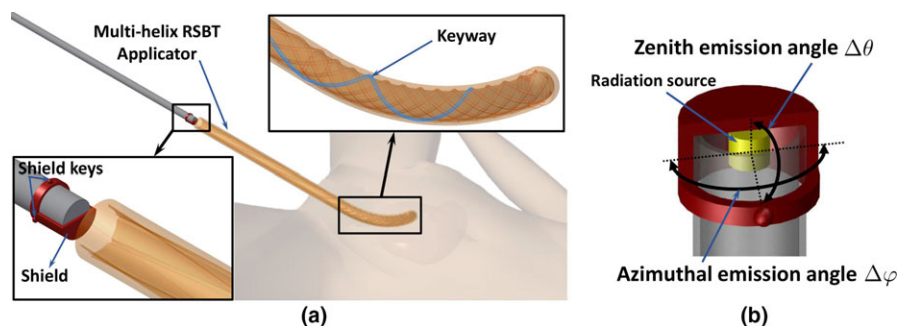 Multi-helix RSBT
Applicator
Keyway
Shield keys
Shield
(a)
Zenith emission angle Δθ
Radiation source
Azimuthal emission angle Δφ
(b)